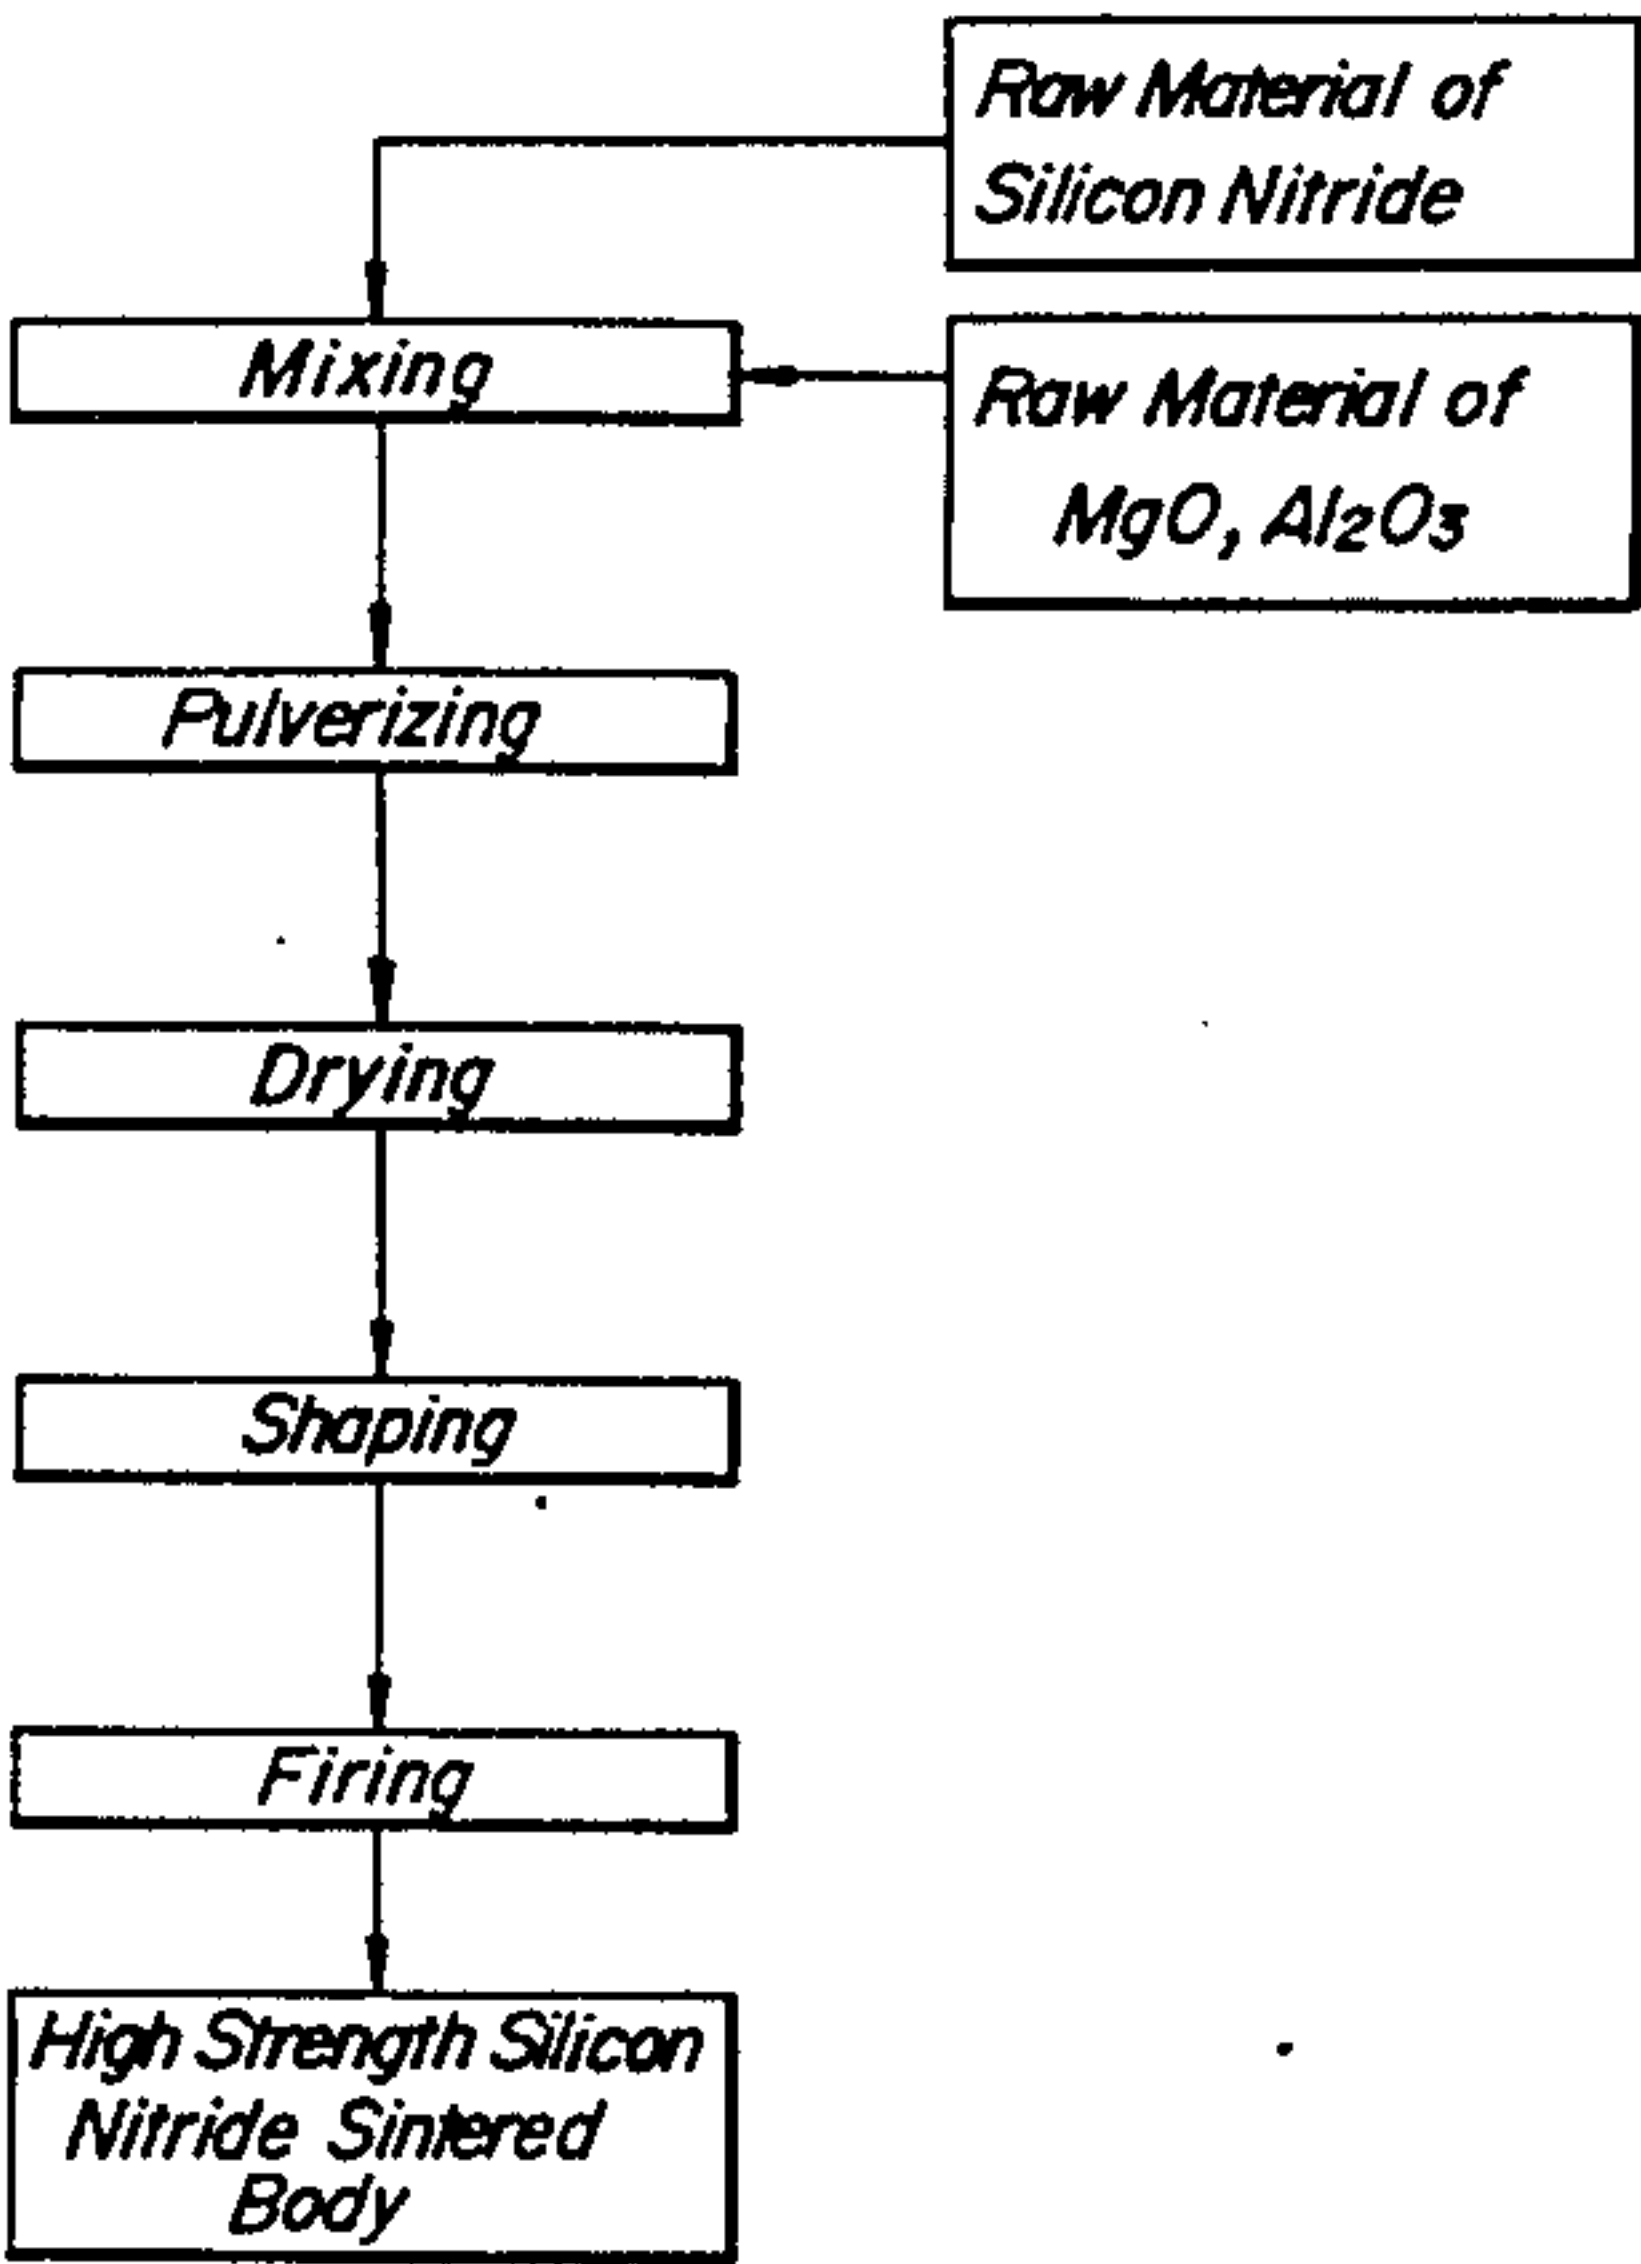 Raw Material of
Silicon Nitride
Mixing
Raw Material of
MgO, Al₂O₃
Pulverizing
Drying
Shaping
Firing
High Strength Silicon
Nitride Sintered
Body